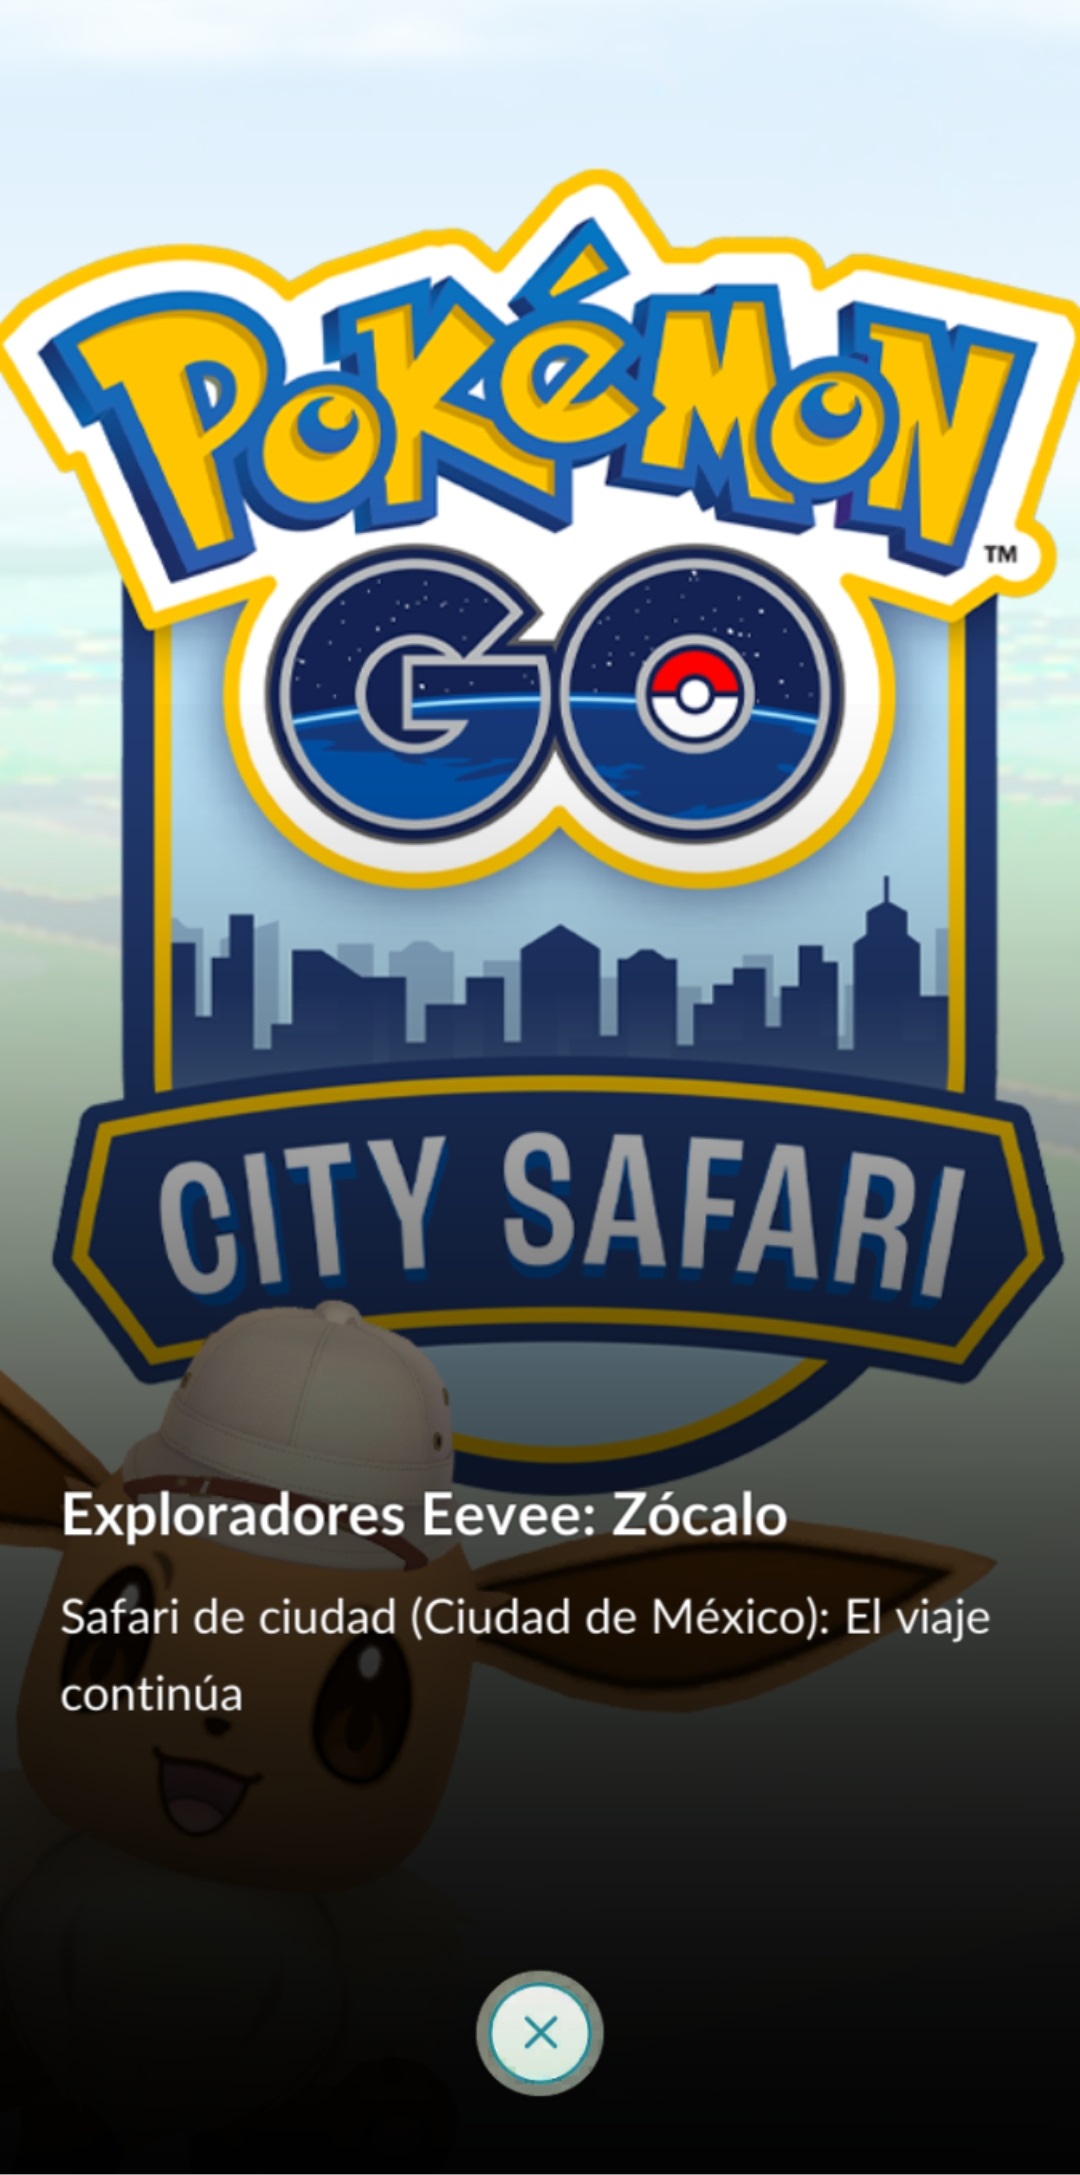 POKÉMON
TM
GO
CITY SAFARI
Exploradores Eevee: Zócalo
Safari de ciudad (Ciudad de México): El viaje
continúa